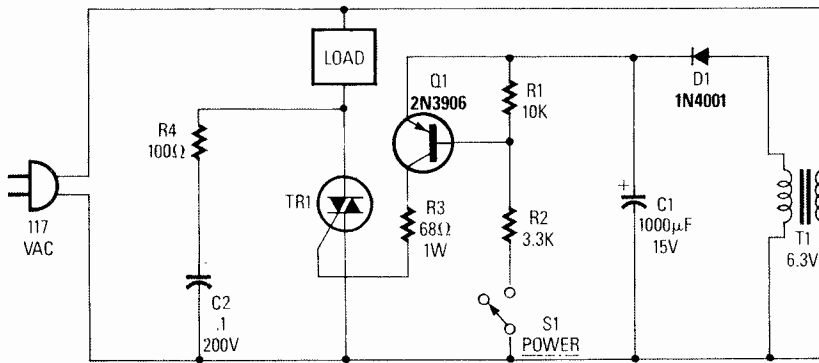 117
VAC
R4
100Ω
C2
.1
200V
LOAD
TR1
Q1
2N3906
R3
68Ω
1W
R1
10K
R2
3.3K
S1
POWER
+
C1
1000μF
15V
D1
1N4001
T1
6.3V